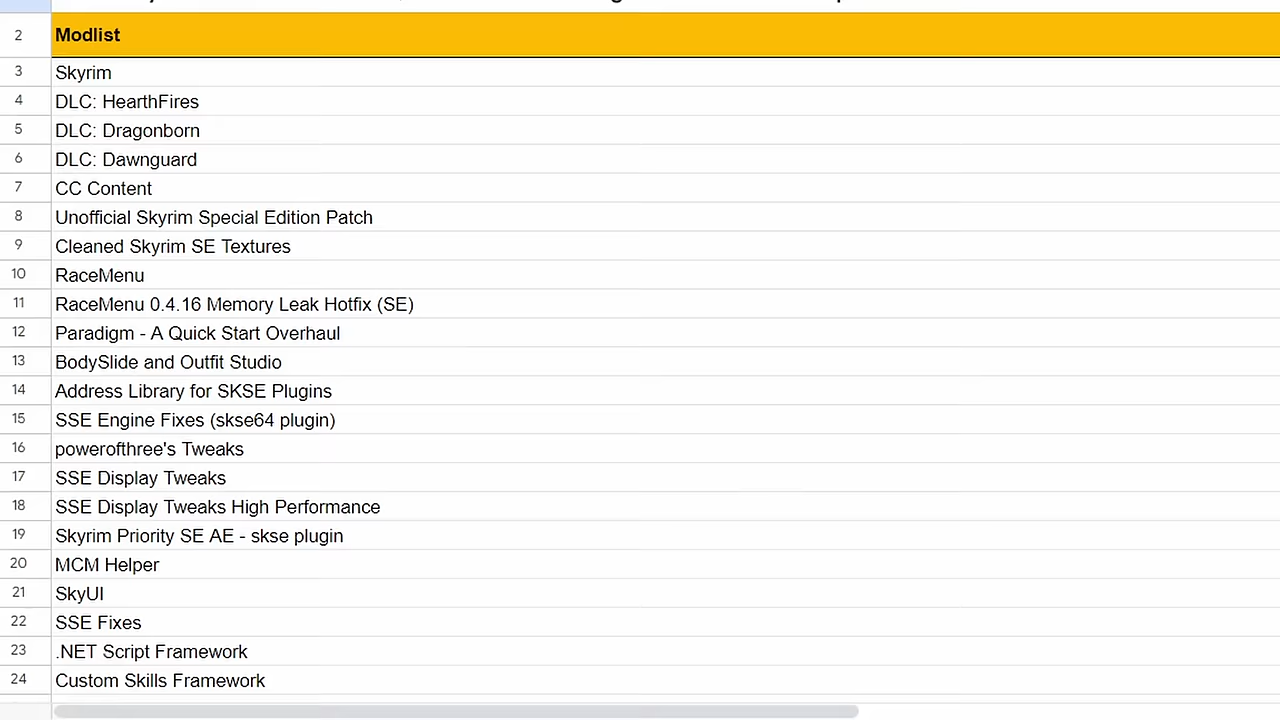 2 Modlist
3 Skyrim
4 DLC: HearthFires
5 DLC: Dragonborn
6 DLC: Dawnguard
7 CC Content
8 Unofficial Skyrim Special Edition Patch
9 Cleaned Skyrim SE Textures
10 RaceMenu
11 RaceMenu 0.4.16 Memory Leak Hotfix (SE)
12 Paradigm - A Quick Start Overhaul
13 BodySlide and Outfit Studio
14 Address Library for SKSE Plugins
15 SSE Engine Fixes (skse64 plugin)
16 powerofthree's Tweaks
17 SSE Display Tweaks
18 SSE Display Tweaks High Performance
19 Skyrim Priority SE AE - skse plugin
20 MCM Helper
21 SkyUI
22 SSE Fixes
23 .NET Script Framework
24 Custom Skills Framework